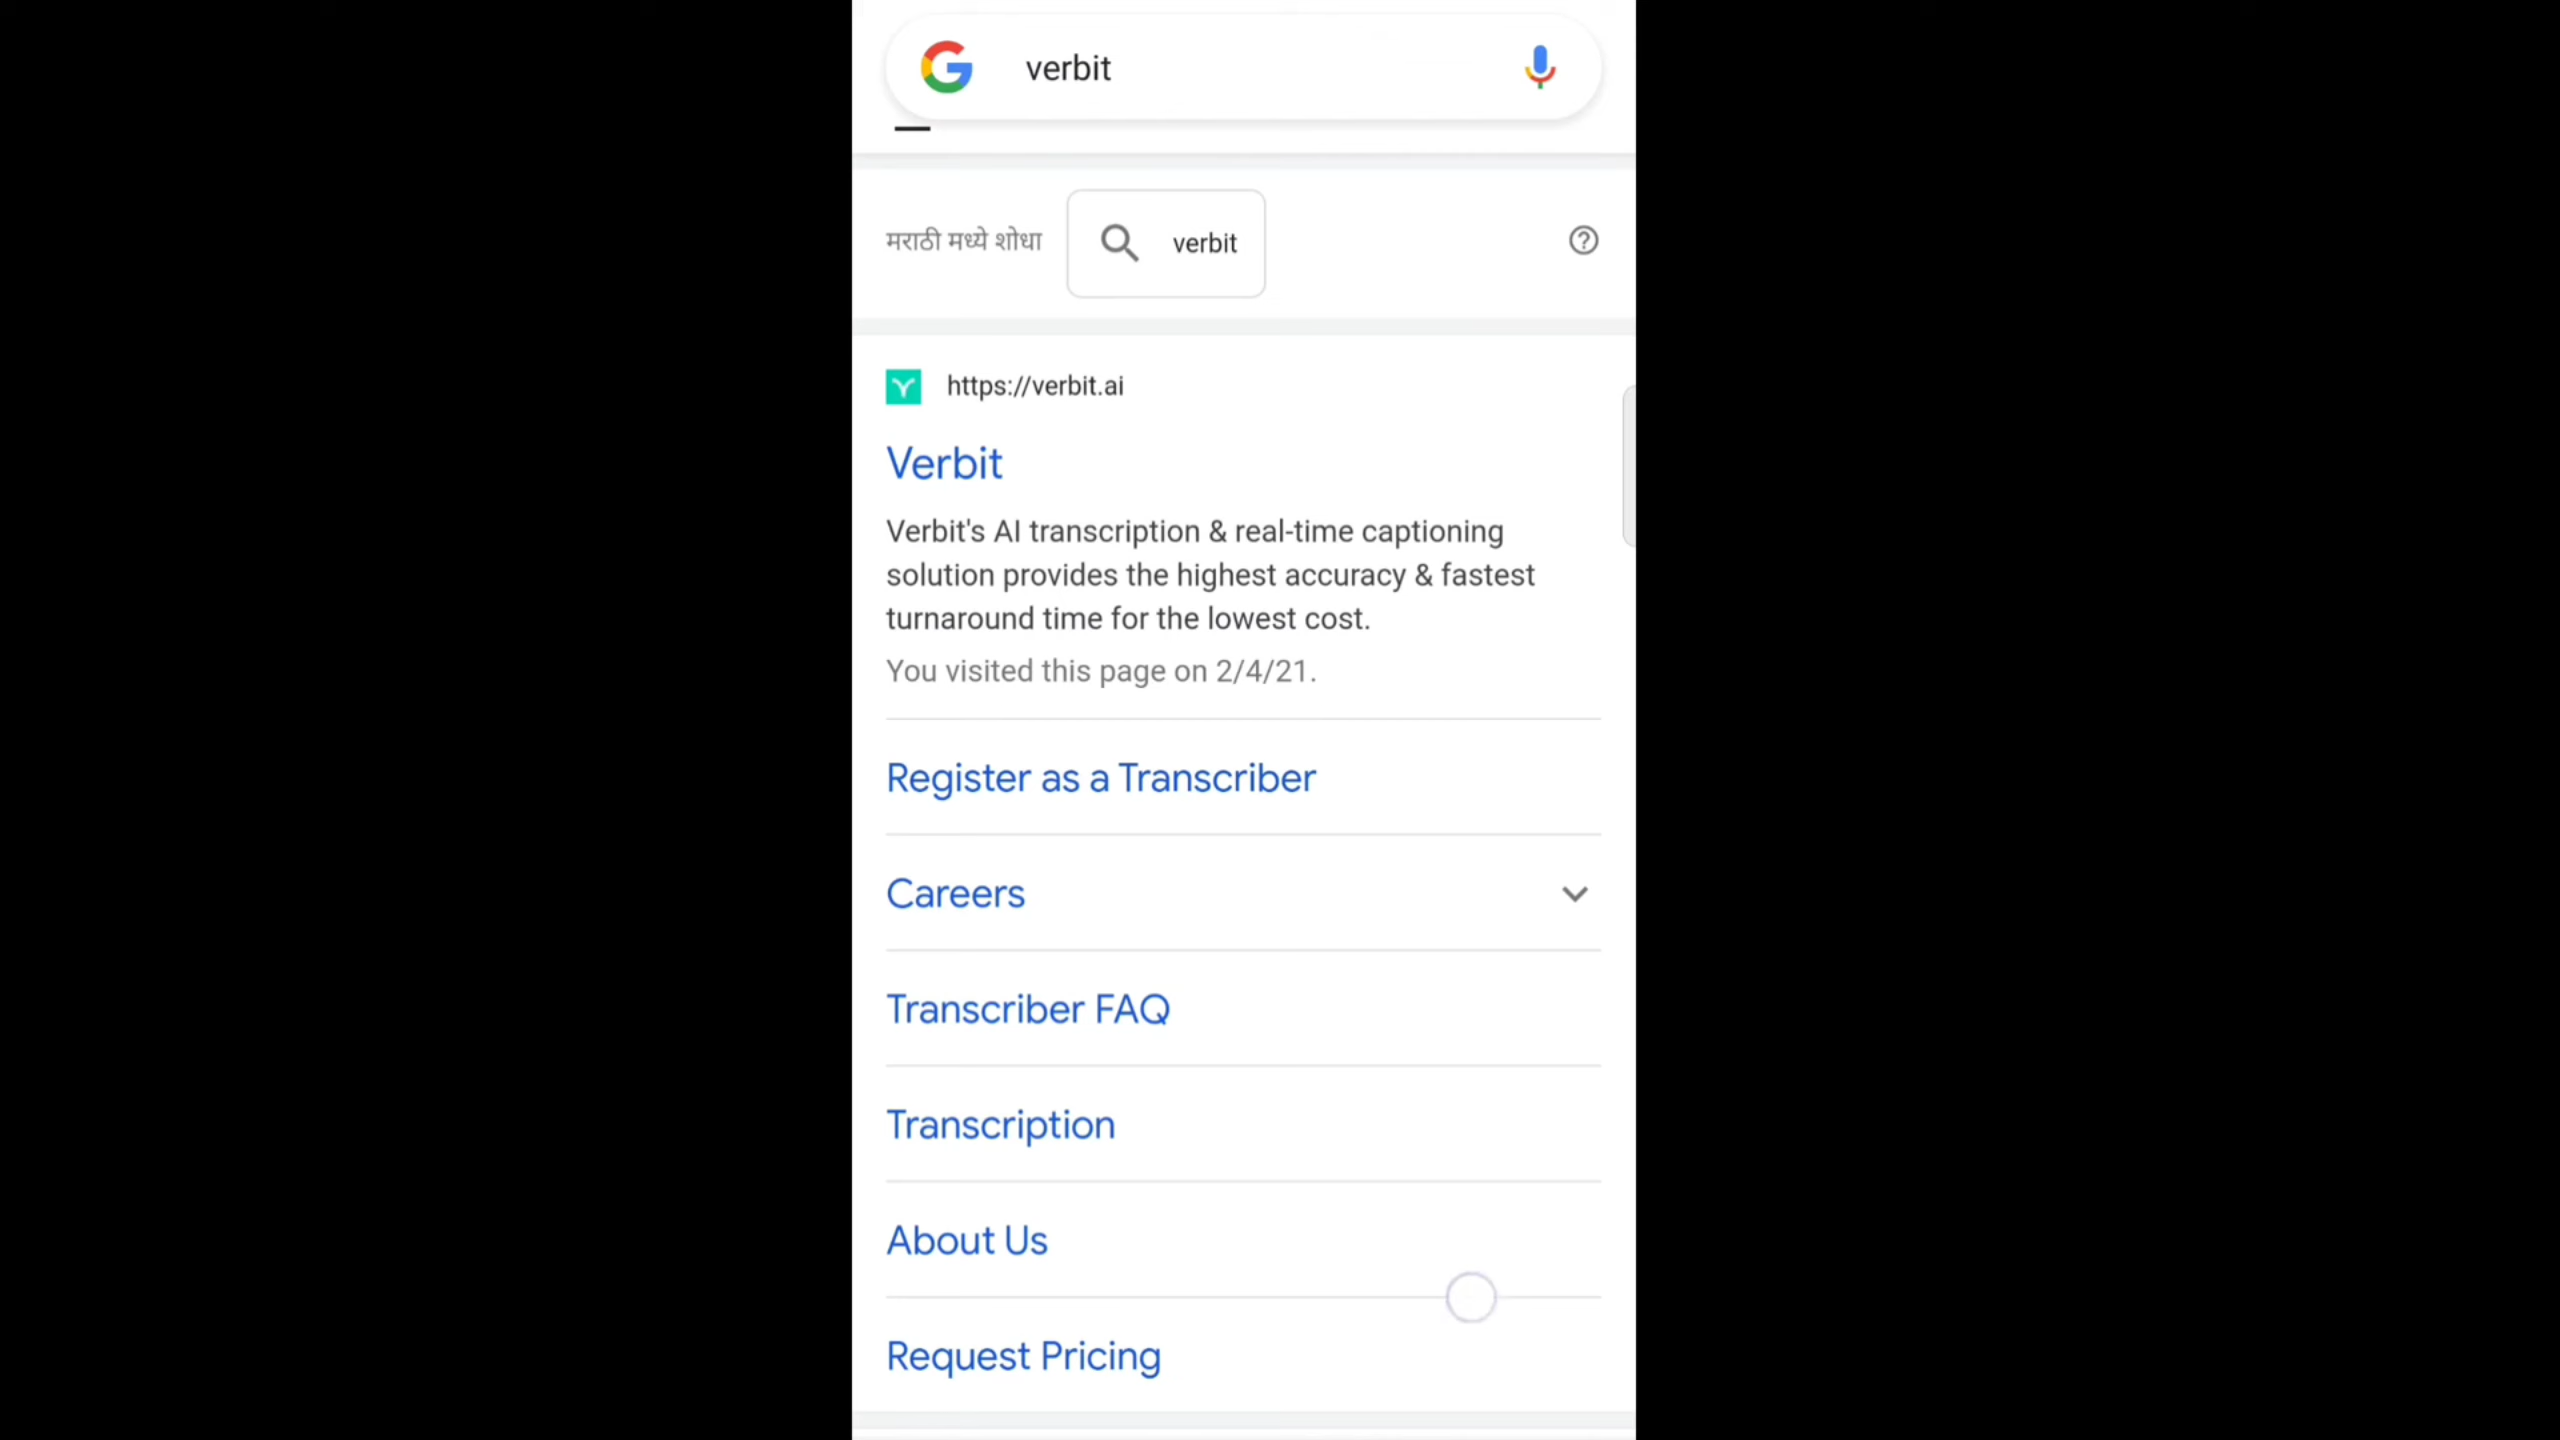 verbit
मराठी मध्ये शोधा verbit
https://verbit.ai
Verbit
Verbit's AI transcription & real-time captioning
solution provides the highest accuracy & fastest
turnaround time for the lowest cost.
You visited this page on 2/4/21.
Register as a Transcriber
Careers
Transcriber FAQ
Transcription
About Us
Request Pricing